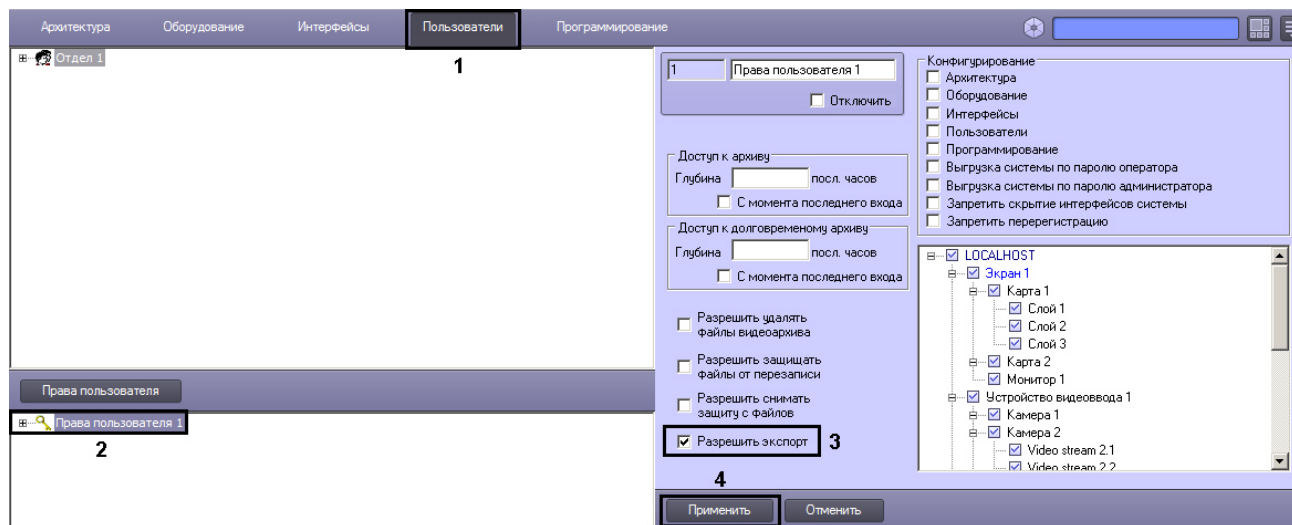 Архитектура Оборудование Интерфейсы Пользователи Программирование
1
Отдел 1
Права пользователя
Права пользователя 1
2
1 Права пользователя 1
Отключить
Доступ к архиву
Глубина посл. часов
С момента последнего входа
Доступ к долговременому архиву
Глубина посл. часов
С момента последнего входа
Разрешить удалять
файлы видеоархива
Разрешить защищать
файлы от перезаписи
Разрешить снимать
защиту с файлов
Разрешить экспорт 3
4
Применить Отменить
Конфигурирование
Архитектура
Оборудование
Интерфейсы
Пользователи
Программирование
Выгрузка системы по паролю оператора
Выгрузка системы по паролю администратора
Запретить скрытие интерфейсов системы
Запретить перерегистрацию
LOCALHOST
Экран 1
Карта 1
Слой 1
Слой 2
Слой 3
Карта 2
Монитор 1
Устройство видеоввода 1
Камера 1
Камера 2
Video stream 2.1
Video stream 2.2